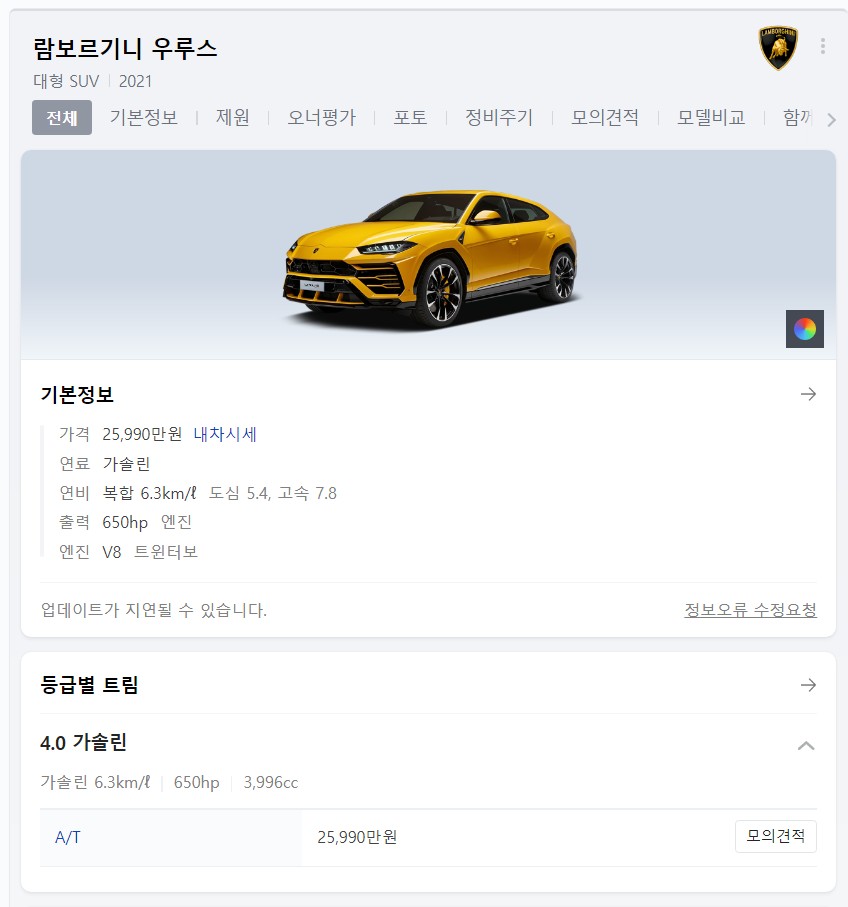 람보르기니 우루스
LAMBORGHINI
대형 SUV 2021
전체 기본정보 제원 오너평가 포토 정비주기 모의견적 모델비교 함께
기본정보
가격 25,990만원 내차시세
연료 가솔린
연비 복합 6.3km/ℓ 도심 5.4, 고속 7.8
출력 650hp 엔진
엔진 V8 트윈터보
업데이트가 지연될 수 있습니다. 정보오류 수정요청
등급별 트림
4.0 가솔린
가솔린 6.3km/ℓ 650hp 3,996cc
A/T 25,990만원 모의견적